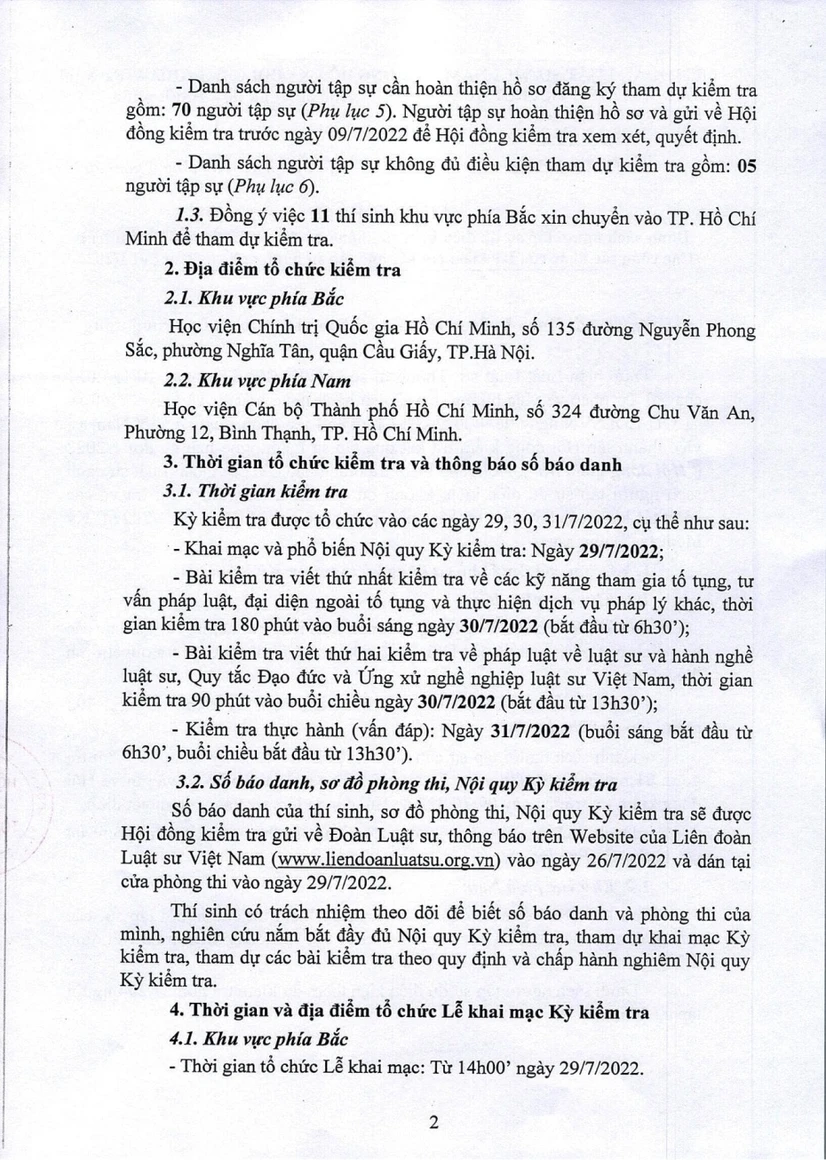 - Danh sách người tập sự cần hoàn thiện hồ sơ đăng ký tham dự kiểm tra
gồm: 70 người tập sự (Phụ lục 5). Người tập sự hoàn thiện hồ sơ và gửi về Hội
đồng kiểm tra trước ngày 09/7/2022 để Hội đồng kiểm tra xem xét, quyết định.
- Danh sách người tập sự không đủ điều kiện tham dự kiểm tra gồm: 05
người tập sự (Phụ lục 6).
1.3. Đồng ý việc 11 thí sinh khu vực phía Bắc xin chuyển vào TP. Hồ Chí
Minh để tham dự kiểm tra.
2. Địa điểm tổ chức kiểm tra
2.1. Khu vực phía Bắc
Học viện Chính trị Quốc gia Hồ Chí Minh, số 135 đường Nguyễn Phong
Sắc, phường Nghĩa Tân, quận Cầu Giấy, TP.Hà Nội.
2.2. Khu vực phía Nam
Học viện Cán bộ Thành phố Hồ Chí Minh, số 324 đường Chu Văn An,
Phường 12, Bình Thạnh, TP. Hồ Chí Minh.
3. Thời gian tổ chức kiểm tra và thông báo số báo danh
3.1. Thời gian kiểm tra
Kỳ kiểm tra được tổ chức vào các ngày 29, 30, 31/7/2022, cụ thể như sau:
- Khai mạc và phổ biến Nội quy Kỳ kiểm tra: Ngày 29/7/2022;
- Bài kiểm tra viết thứ nhất kiểm tra về các kỹ năng tham gia tố tụng, tư
vấn pháp luật, đại diện ngoài tố tụng và thực hiện dịch vụ pháp lý khác, thời
gian kiểm tra 180 phút vào buổi sáng ngày 30/7/2022 (bắt đầu từ 6h30’);
- Bài kiểm tra viết thứ hai kiểm tra về pháp luật về luật sư và hành nghề
luật sư, Quy tắc Đạo đức và Ứng xử nghề nghiệp luật sư Việt Nam, thời gian
kiểm tra 90 phút vào buổi chiều ngày 30/7/2022 (bắt đầu từ 13h30’);
- Kiểm tra thực hành (vấn đáp): Ngày 31/7/2022 (buổi sáng bắt đầu từ
6h30’, buổi chiều bắt đầu từ 13h30’).
3.2. Số báo danh, sơ đồ phòng thi, Nội quy Kỳ kiểm tra
Số báo danh của thí sinh, sơ đồ phòng thi, Nội quy Kỳ kiểm tra sẽ được
Hội đồng kiểm tra gửi về Đoàn Luật sư, thông báo trên Website của Liên đoàn
Luật sư Việt Nam (www.liendoanluatsu.org.vn) vào ngày 26/7/2022 và dán tại
cửa phòng thi vào ngày 29/7/2022.
Thí sinh có trách nhiệm theo dõi để biết số báo danh và phòng thi của
mình, nghiên cứu nắm bắt đầy đủ Nội quy Kỳ kiểm tra, tham dự khai mạc Kỳ
kiểm tra, tham dự các bài kiểm tra theo quy định và chấp hành nghiêm Nội quy
Kỳ kiểm tra.
4. Thời gian và địa điểm tổ chức Lễ khai mạc Kỳ kiểm tra
4.1. Khu vực phía Bắc
- Thời gian tổ chức Lễ khai mạc: Từ 14h00’ ngày 29/7/2022.
2